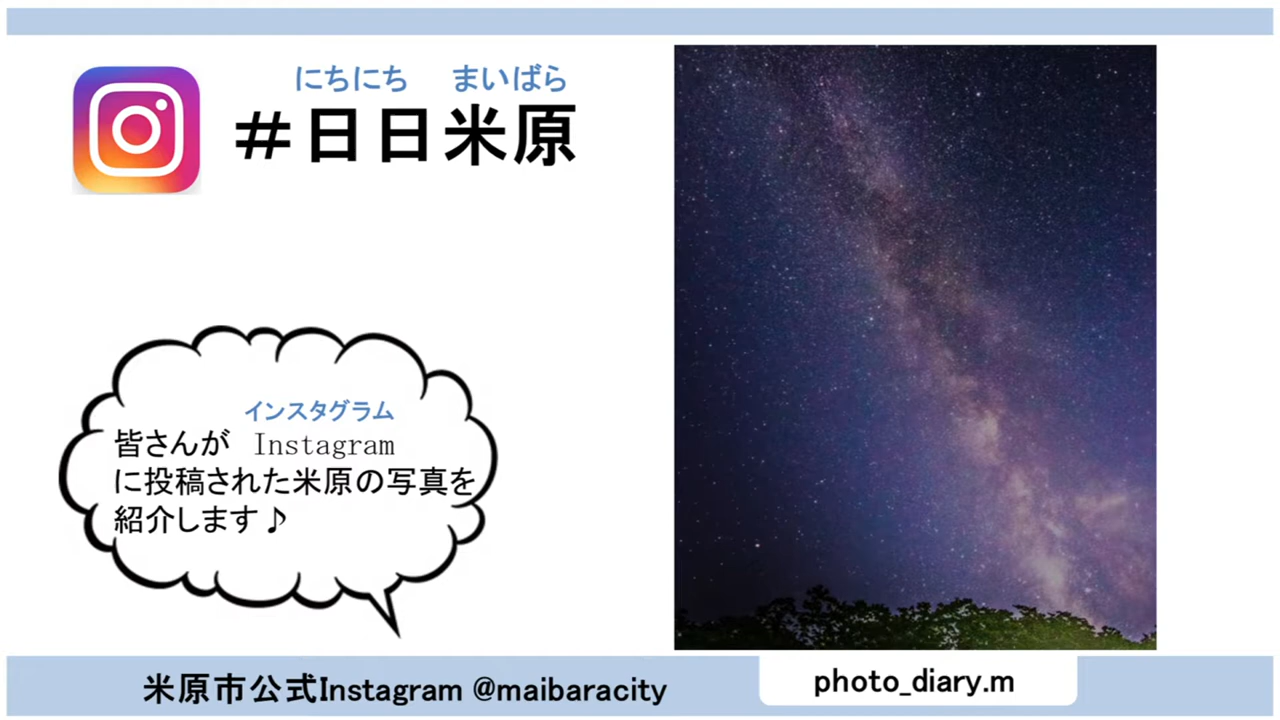 にちにち まいばら
#日日米原
インスタグラム
皆さんが Instagram
に投稿された米原の写真を
紹介します♪
米原市公式Instagram @maibaracity
photo_diary.m